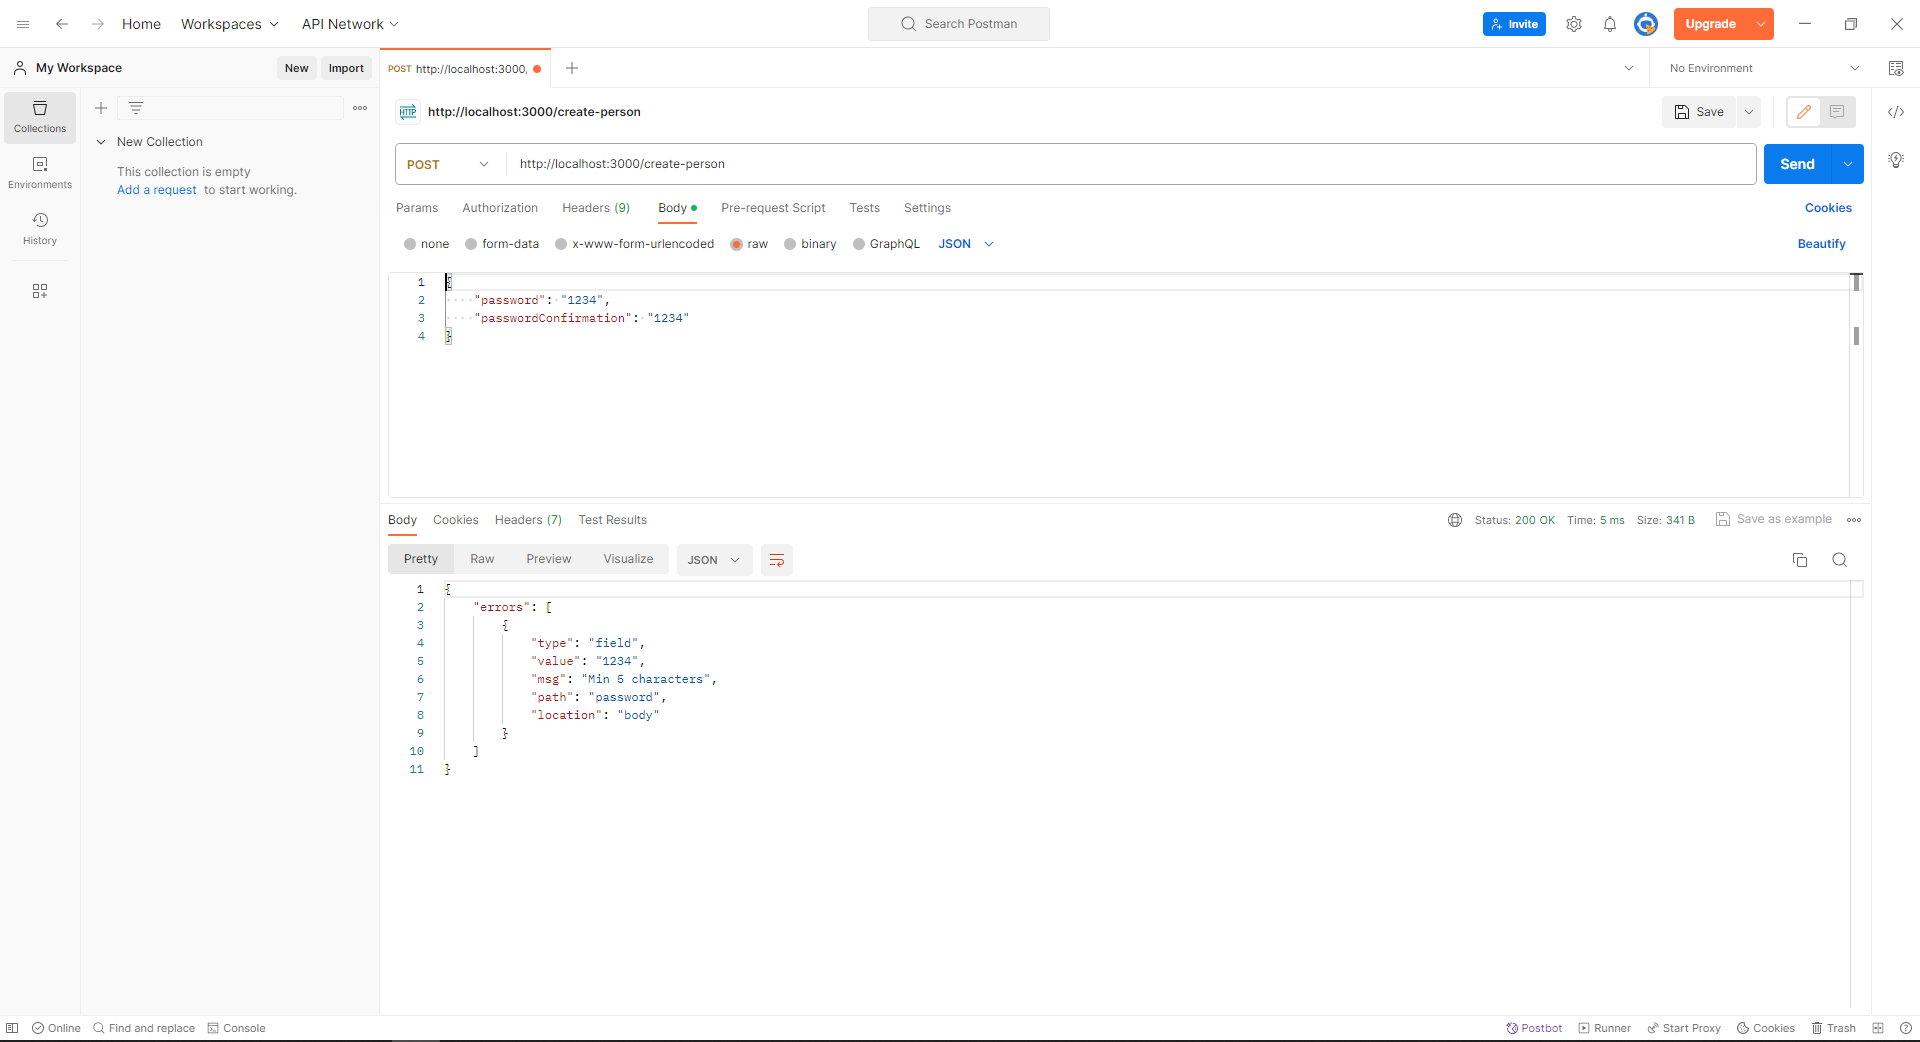 Home Workspaces API Network Search Postman Invite Upgrade
My Workspace New Import POST http://localhost:3000, No Environment
Collections
Environments
History
New Collection
This collection is empty
Add a request to start working.
HTTP http://localhost:3000/create-person Save
POST http://localhost:3000/create-person Send
Params Authorization Headers (9) Body Pre-request Script Tests Settings Cookies
none form-data x-www-form-urlencoded raw binary GraphQL JSON Beautify
1 {
2 ····"password":·"1234",
3 ····"passwordConfirmation":·"1234"
4 }
Body Cookies Headers (7) Test Results Status: 200 OK Time: 5 ms Size: 341 B Save as example
Pretty Raw Preview Visualize JSON
1 {
2 "errors": [
3 {
4 "type": "field",
5 "value": "1234",
6 "msg": "Min 5 characters",
7 "path": "password",
8 "location": "body"
9 }
10 ]
11 }
Online Find and replace Console Postbot Runner Start Proxy Cookies Trash